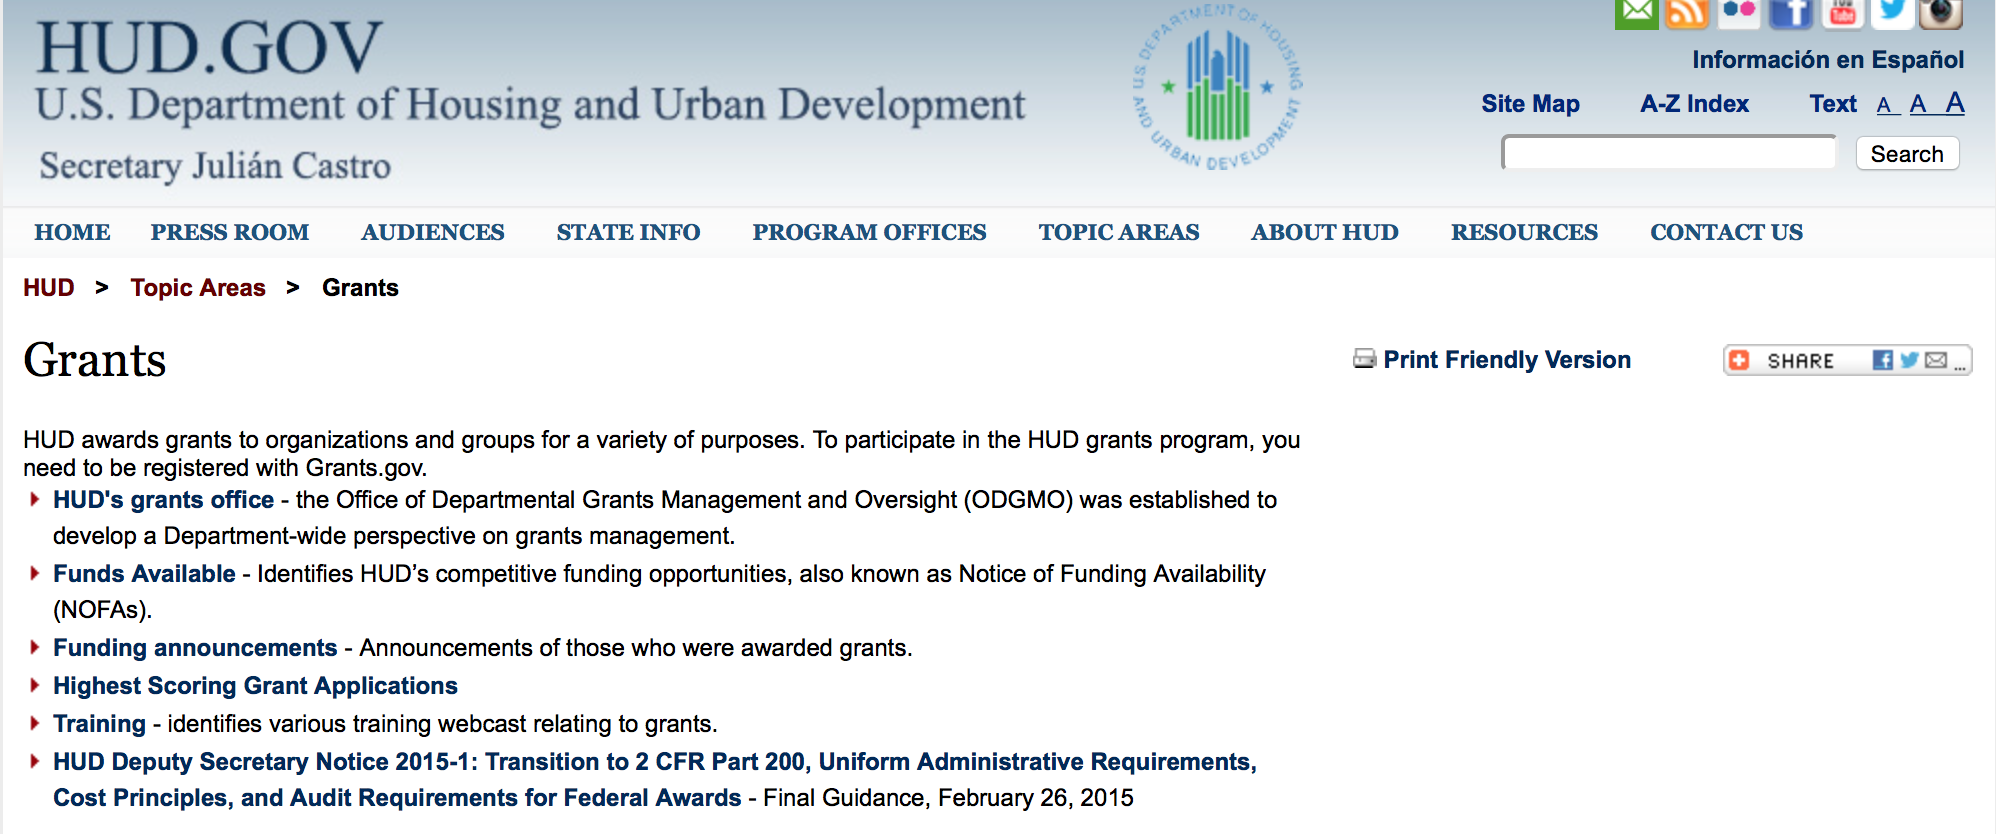 HUD.GOV
U.S. Department of Housing and Urban Development
Secretary Julián Castro
U.S. DEPARTMENT OF HOUSING AND URBAN DEVELOPMENT
You Tube
Información en Español
Site Map A-Z Index Text A A A
Search
HOME PRESS ROOM AUDIENCES STATE INFO PROGRAM OFFICES TOPIC AREAS ABOUT HUD RESOURCES CONTACT US
HUD > Topic Areas > Grants
Grants
Print Friendly Version
SHARE ...
HUD awards grants to organizations and groups for a variety of purposes. To participate in the HUD grants program, you
need to be registered with Grants.gov.
HUD's grants office - the Office of Departmental Grants Management and Oversight (ODGMO) was established to
develop a Department-wide perspective on grants management.
Funds Available - Identifies HUD’s competitive funding opportunities, also known as Notice of Funding Availability
(NOFAs).
Funding announcements - Announcements of those who were awarded grants.
Highest Scoring Grant Applications
Training - identifies various training webcast relating to grants.
HUD Deputy Secretary Notice 2015-1: Transition to 2 CFR Part 200, Uniform Administrative Requirements,
Cost Principles, and Audit Requirements for Federal Awards - Final Guidance, February 26, 2015